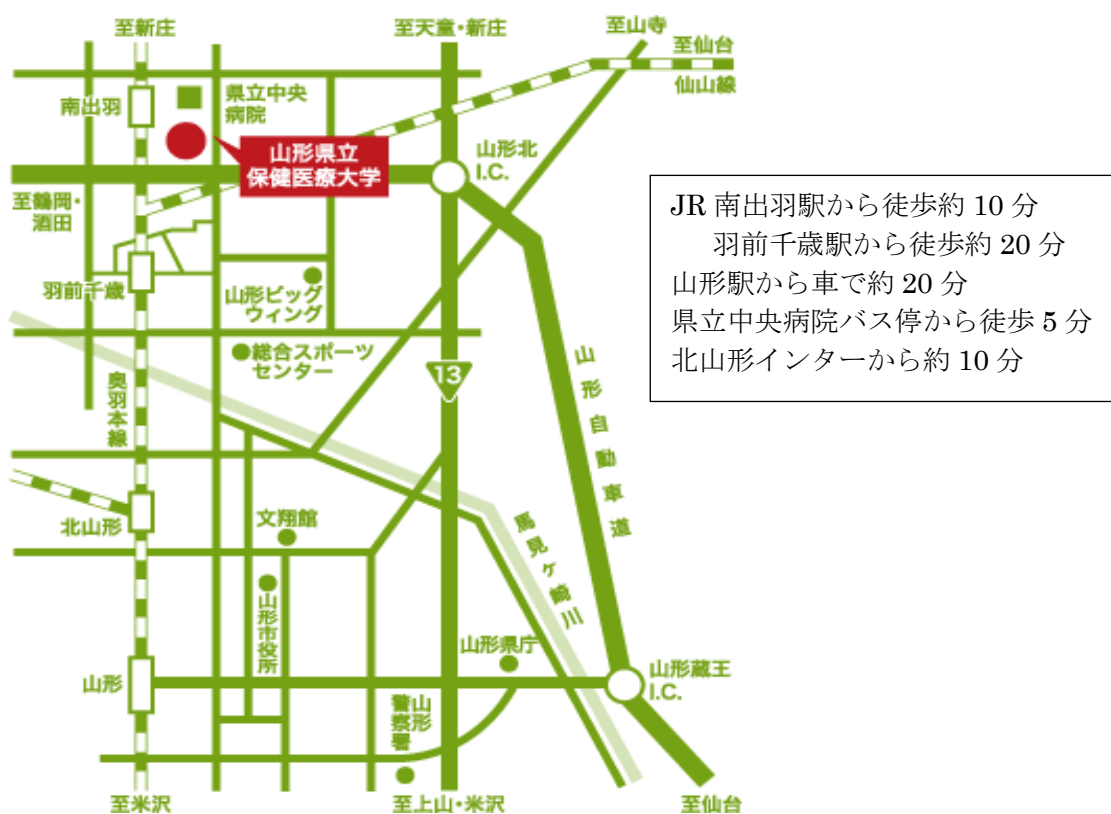 至新庄
至天童・新庄
至山寺
至仙台
仙山線
南出羽
県立中央
病院
山形県立
保健医療大学
山形北
I.C.
至鶴岡・
酒田
羽前千歳
山形ビッグ
ウィング
総合スポーツ
センター
13
奥羽本線
山形自動車道
北山形
文翔館
馬見ヶ崎川
山形市役所
山形県庁
山形
山形蔵王
I.C.
山形
警察署
至米沢
至上山・米沢
至仙台
JR 南出羽駅から徒歩約 10 分
羽前千歳駅から徒歩約 20 分
山形駅から車で約 20 分
県立中央病院バス停から徒歩 5 分
北山形インターから約 10 分